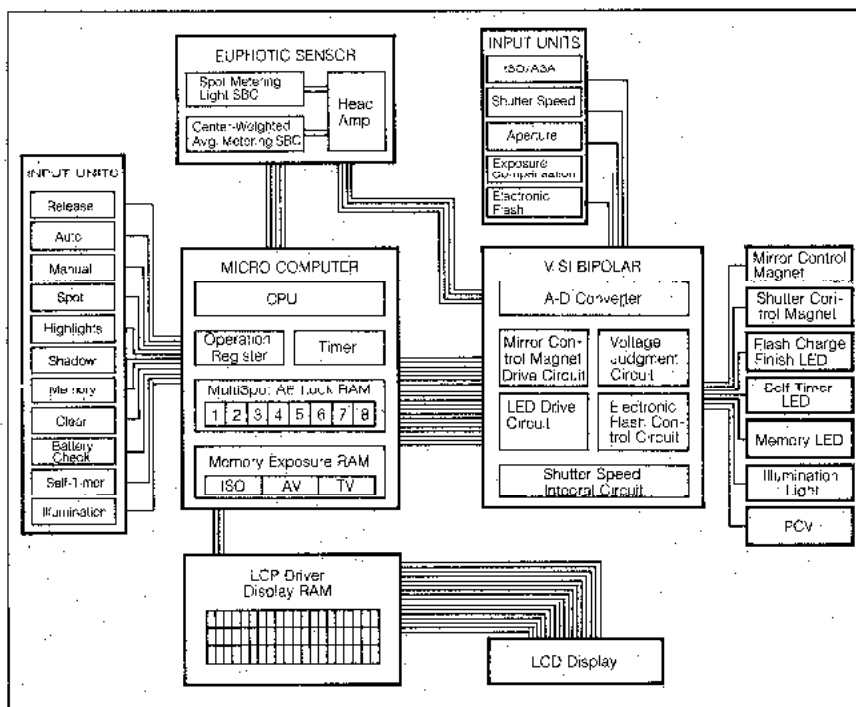 EUPHOTIC SENSOR
Spot Metering
Light SBC
Center-Weighted
Avg. Metering SBC
Head
Amp
INPUT UNITS
ISO/ASA
Shutter Speed
Aperture
Exposure
Compensation
Electronic
Flash
INPUT UNITS
Release
Auto
Manual
Spot
Highlights
Shadow
Memory
Clear
Battery
Check
Self-Timer
Illumination
MICRO COMPUTER
CPU
Operation
Register
Timer
MultiSpot AE Lock RAM
1 2 3 4 5 6 7 8
Memory Exposure RAM
ISO AV TV
BIPOLAR
A-D Converter
Mirror Con-
trol Magnet
Drive Circuit
Voltage
Judgment
Circuit
LED Drive
Circuit
Electronic
Flash Con-
trol Circuit
Shutter Speed
Integral Circuit
Mirror Control
Magnet
Shutter Con-
trol Magnet
Flash Charge
Finish LED
Self Timer
LED
Memory LED
Illumination
Light
PCV
LCP Driver
Display RAM
LCD Display